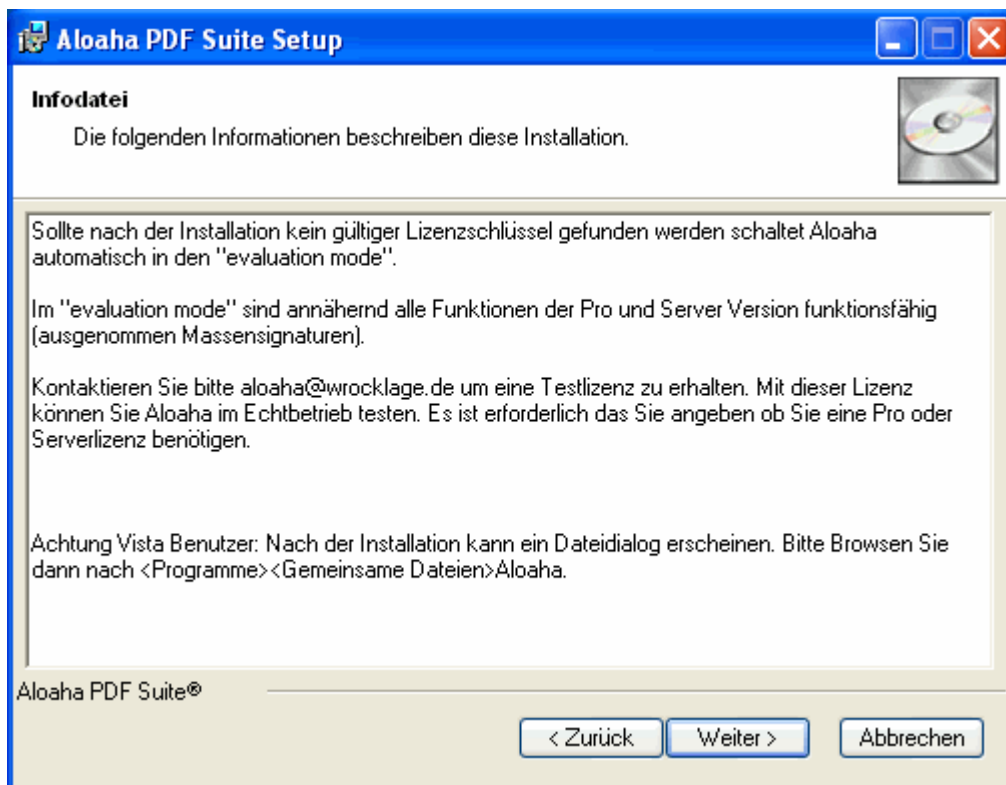 Aloaha PDF Suite Setup
Infodatei
Die folgenden Informationen beschreiben diese Installation.
Sollte nach der Installation kein gültiger Lizenzschlüssel gefunden werden schaltet Aloaha
automatisch in den "evaluation mode".
Im "evaluation mode" sind annähernd alle Funktionen der Pro und Server Version funktionsfähig
(ausgenommen Massensignaturen).
Kontaktieren Sie bitte aloaha@wrocklage.de um eine Testlizenz zu erhalten. Mit dieser Lizenz
können Sie Aloaha im Echtbetrieb testen. Es ist erforderlich das Sie angeben ob Sie eine Pro oder
Serverlizenz benötigen.
Achtung Vista Benutzer: Nach der Installation kann ein Dateidialog erscheinen. Bitte Browsen Sie
dann nach <Programme><Gemeinsame Dateien>Aloaha.
Aloaha PDF Suite®
< Zurück
Weiter >
Abbrechen